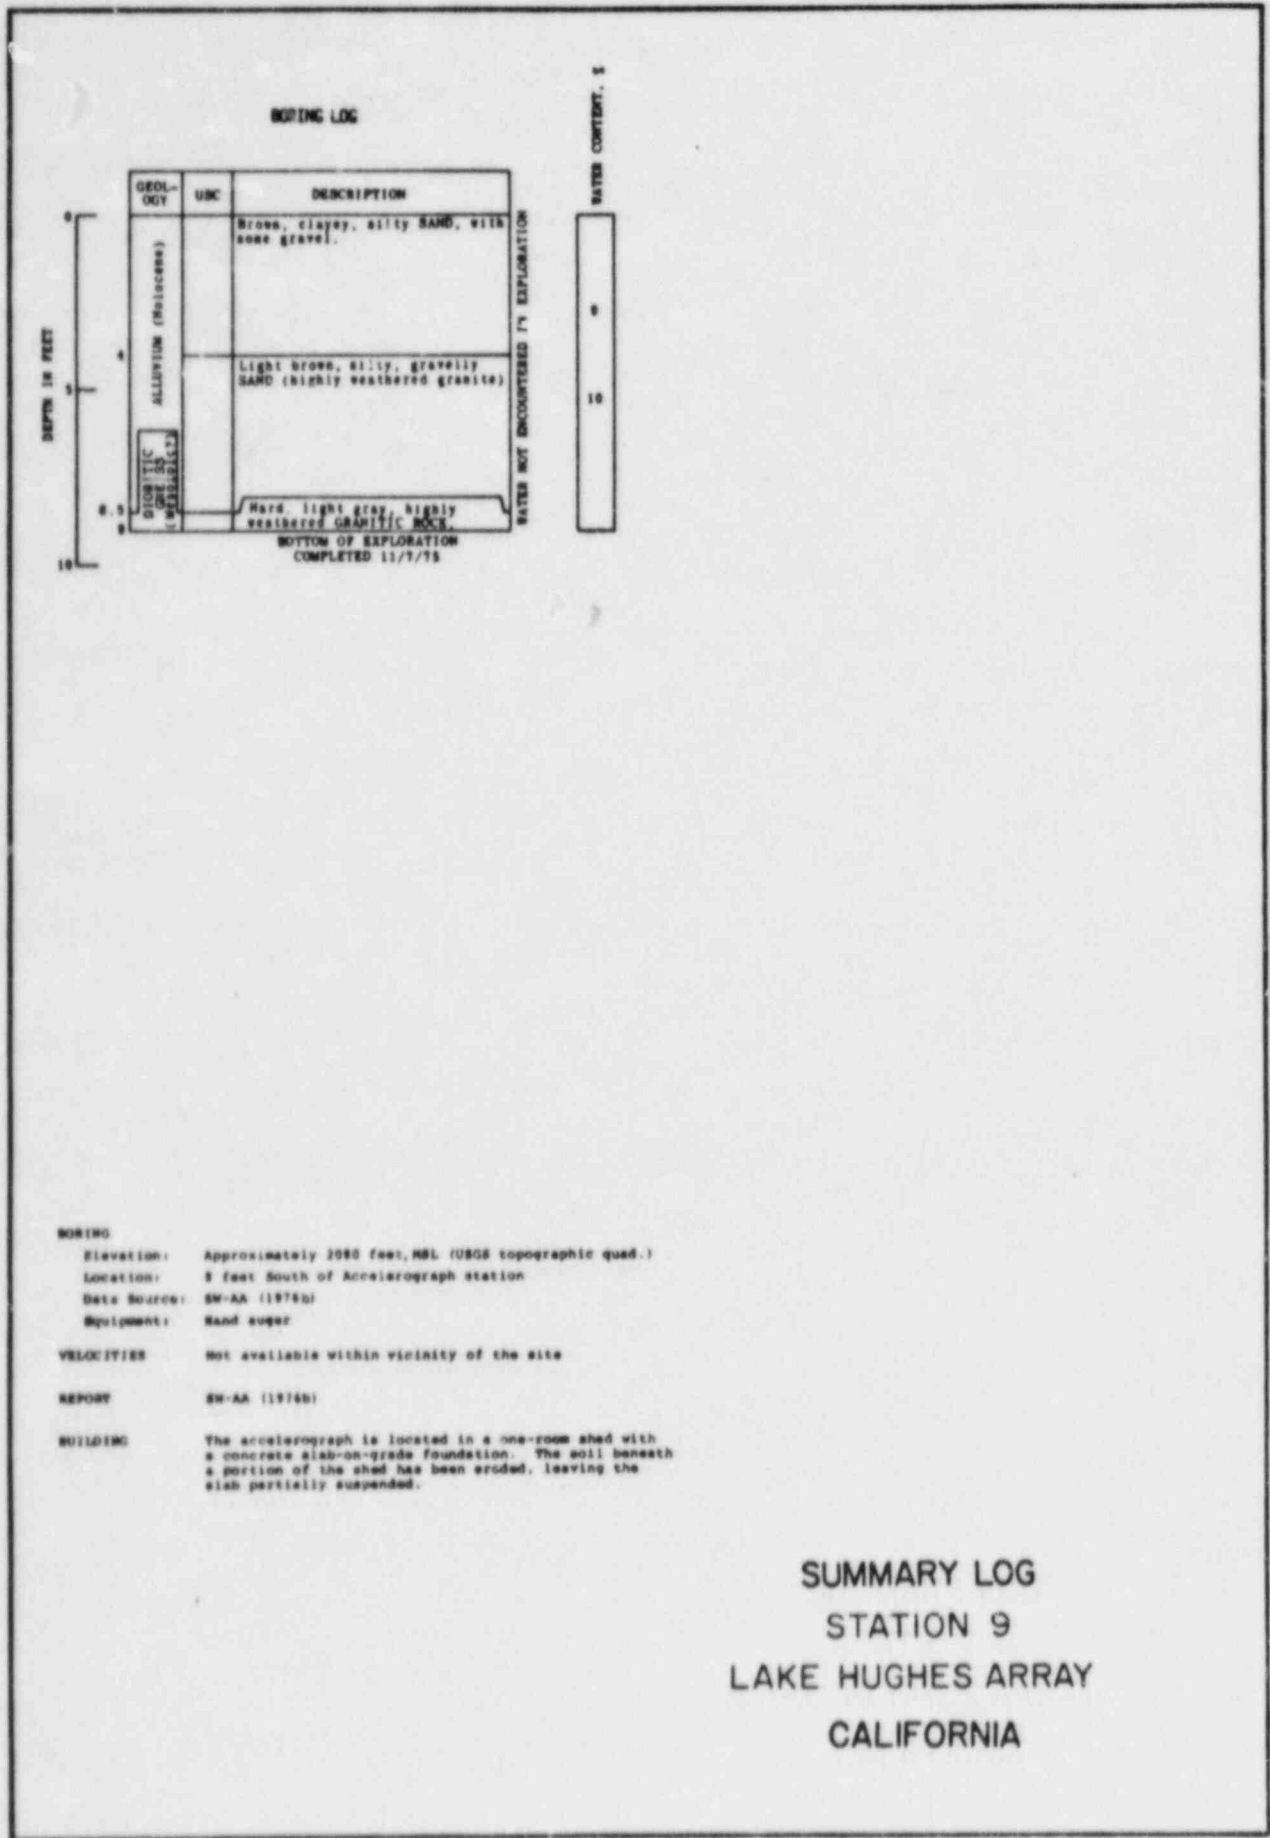 BORING LOG
WATER CONTENT, %
GEOL-
OGY
USC
DESCRIPTION
DEPTH IN FEET
0
5
10
4
8.5
9
ALLUVIUM (Holocene)
DIORITIC
Brown, clayey, silty SAND, with
some gravel.
Light brown, silty, gravelly
SAND (highly weathered granite)
Hard, light gray, highly
weathered GRANITIC ROCK.
WATER NOT ENCOUNTERED IN EXPLORATION
10
BOTTOM OF EXPLORATION
COMPLETED 11/7/75
BORING
Elevation: Approximately feet, MSL (USGS topographic quad.)
Location: feet South of Accelerograph station
Data Source: SW-AA (1976b)
Equipment: Hand auger
VELOCITIES Not available within vicinity of the site
REPORT SW-AA (1976b)
BUILDING The accelerograph is located in a one-room shed with
a concrete slab-on-grade foundation. The soil beneath
a portion of the shed has been eroded, leaving the
slab partially suspended.
SUMMARY LOG
STATION 9
LAKE HUGHES ARRAY
CALIFORNIA